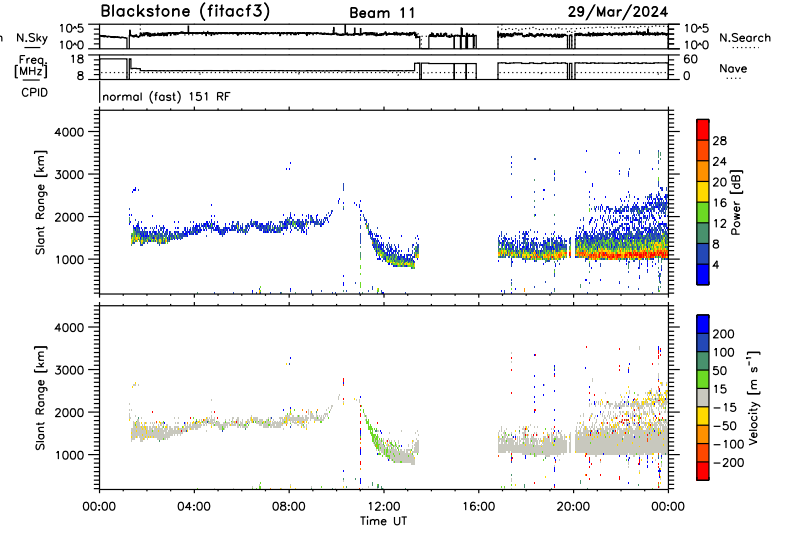 Blackstone (fitacf3) Beam 11 29/Mar/2024
N.Sky 10^5 10^0 10^5 10^0 N.Search
Freq. [MHz] 18 8 60 0 Nave
CPID normal (fast) 151 RF
Slant Range [km]
4000
3000
2000
1000
28
24
20
16
12
8
4
Power [dB]
Slant Range [km]
4000
3000
2000
1000
200
100
50
15
−15
−50
−100
−200
Velocity [m s⁻¹]
00:00 04:00 08:00 12:00 16:00 20:00 00:00
Time UT